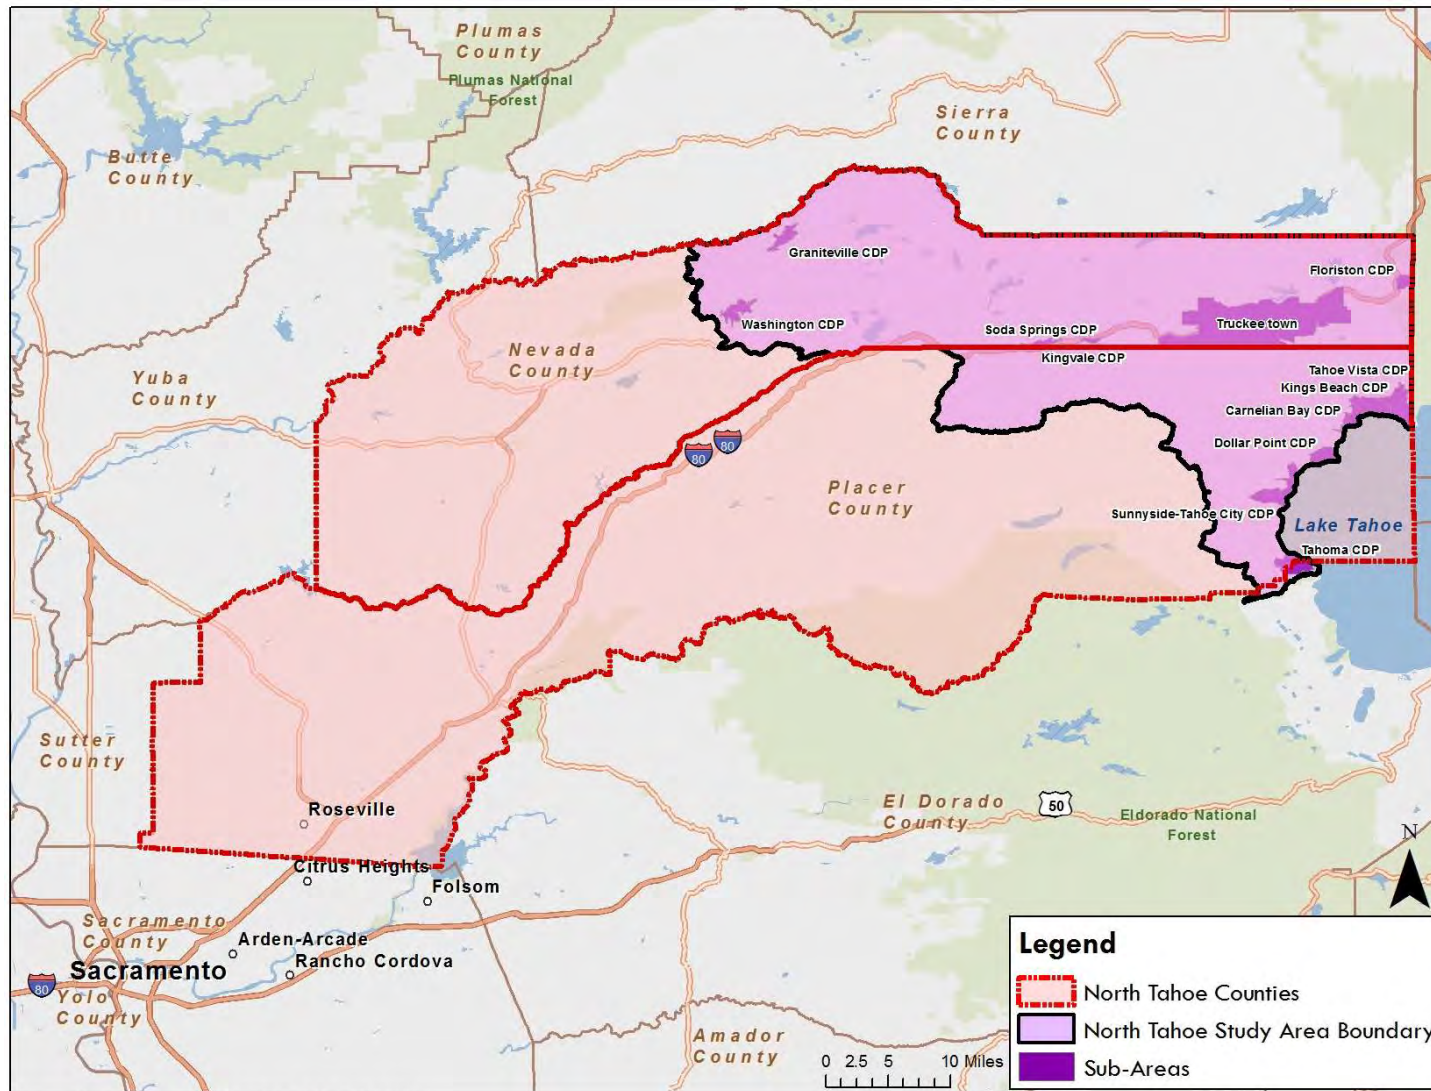 Plumas
County
Plumas National
Forest
Sierra
County
Butte
County
Graniteville CDP
Floriston CDP
Washington CDP
Soda Springs CDP
Truckee town
Nevada
County
Kingvale CDP
Yuba
County
Tahoe Vista CDP
Kings Beach CDP
Carnelian Bay CDP
Dollar Point CDP
80
80
Placer
County
Sunnyside-Tahoe City CDP
Lake Tahoe
Tahoma CDP
Sutter
County
Roseville
El Dorado
County
50
Eldorado National
Forest
N
Citrus Heights
Folsom
Sacramento
County
Arden-Arcade
Rancho Cordova
Sacramento
80
Yolo
County
Amador
County
0 2.5 5 10 Miles
Legend
North Tahoe Counties
North Tahoe Study Area Boundary
Sub-Areas